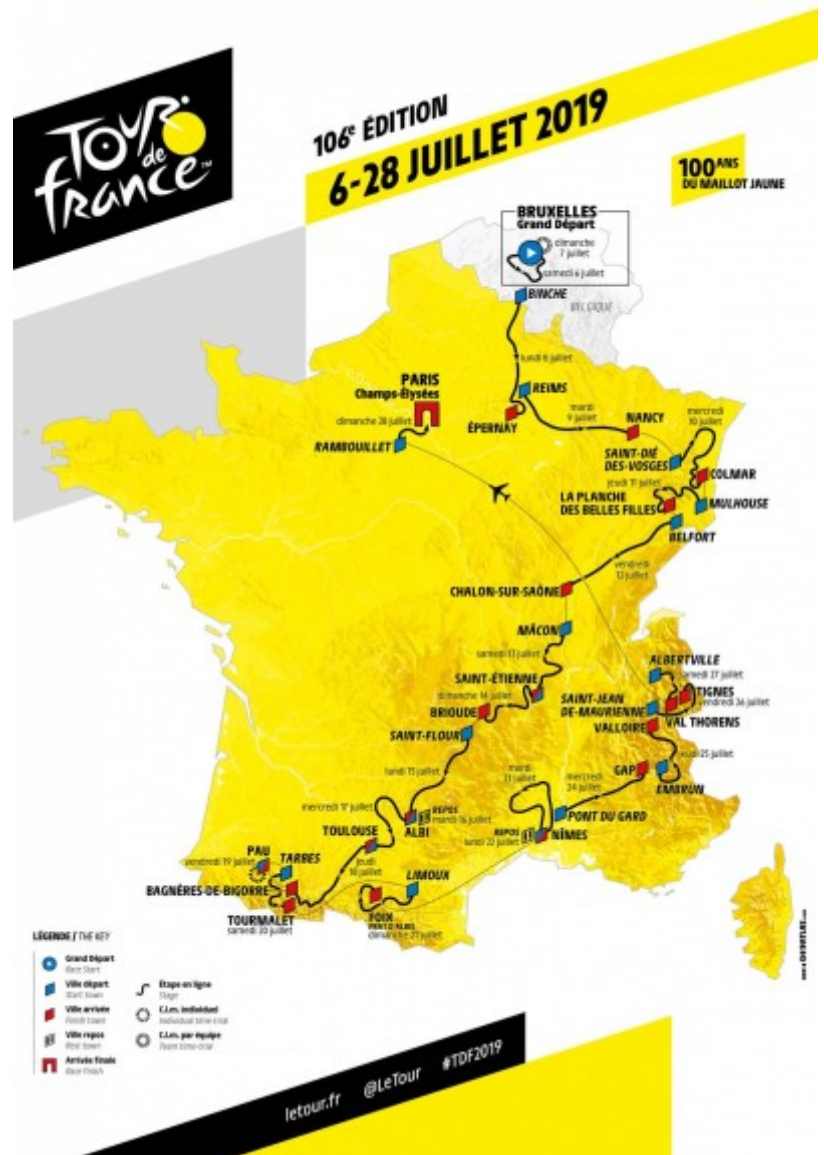 TOUR
de
france™
106e ÉDITION
6-28 JUILLET 2019
100 ANS
DU MAILLOT JAUNE
BRUXELLES
Grand Départ
dimanche
7 juillet
samedi 6 juillet
BINCHE
BELGIQUE
lundi 8 juillet
PARIS
Champs-Élysées
dimanche 28 juillet
RAMBOUILLET
REIMS
ÉPERNAY
mardi
9 juillet
NANCY
mercredi
10 juillet
SAINT-DIÉ
DES-VOSGES
COLMAR
jeudi 11 juillet
LA PLANCHE
DES BELLES FILLES
MULHOUSE
BELFORT
vendredi
12 juillet
CHALON-SUR-SAÔNE
MÂCON
samedi 13 juillet
SAINT-ÉTIENNE
dimanche 14 juillet
BRIOUDE
SAINT-FLOUR
ALBERTVILLE
samedi 27 juillet
TIGNES
vendredi 26 juillet
SAINT-JEAN
DE-MAURIENNE
VAL THORENS
VALLOIRE
jeudi 25 juillet
GAP
EMBRUN
lundi 15 juillet
mardi
23 juillet
mercredi
24 juillet
mercredi 17 juillet
REPOS
mardi 16 juillet
ALBI
TOULOUSE
PONT DU GARD
REPOS
lundi 22 juillet
NÎMES
PAU
vendredi 19 juillet
TARBES
jeudi
18 juillet
LIMOUX
BAGNÈRES-DE-BIGORRE
TOURMALET
samedi 20 juillet
FOIX
PRAT D'ALBIS
dimanche 21 juillet
LÉGENDE / THE KEY
Grand Départ
Race Start
Ville départ
Start town
Ville arrivée
Finish town
Ville repos
Rest town
Arrivée finale
Race Finish
Étape en ligne
Stage
C.l.m. individuel
Individual time-trial
C.l.m. par équipe
Team time-trial
letour.fr @LeTour #TDF2019